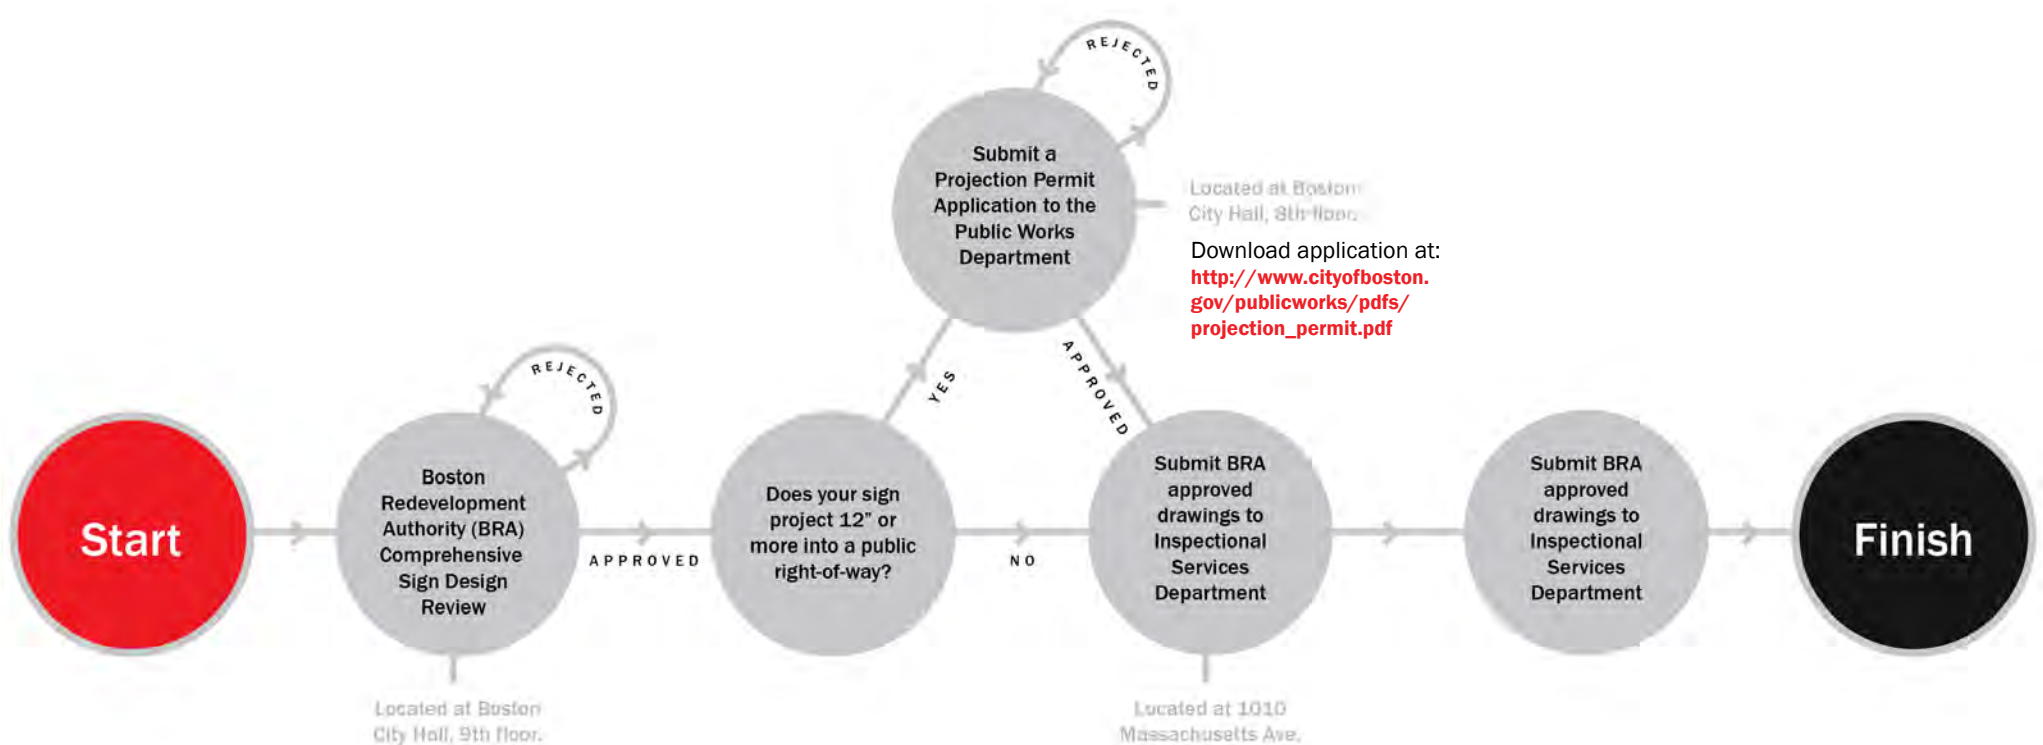 REJECTED
Submit a
Projection Permit
Application to the
Public Works
Department
Located at Boston
City Hall, 8th floor.
Download application at:
http://www.cityofboston.
gov/publicworks/pdfs/
projection_permit.pdf
REJECTED
YES
APPROVED
Start
Boston
Redevelopment
Authority (BRA)
Comprehensive
Sign Design
Review
APPROVED
Located at Boston
City Hall, 9th floor.
Does your sign
project 12” or
more into a public
right-of-way?
NO
Submit BRA
approved
drawings to
Inspectional
Services
Department
Located at 1010
Massachusetts Ave.
Submit BRA
approved
drawings to
Inspectional
Services
Department
Finish